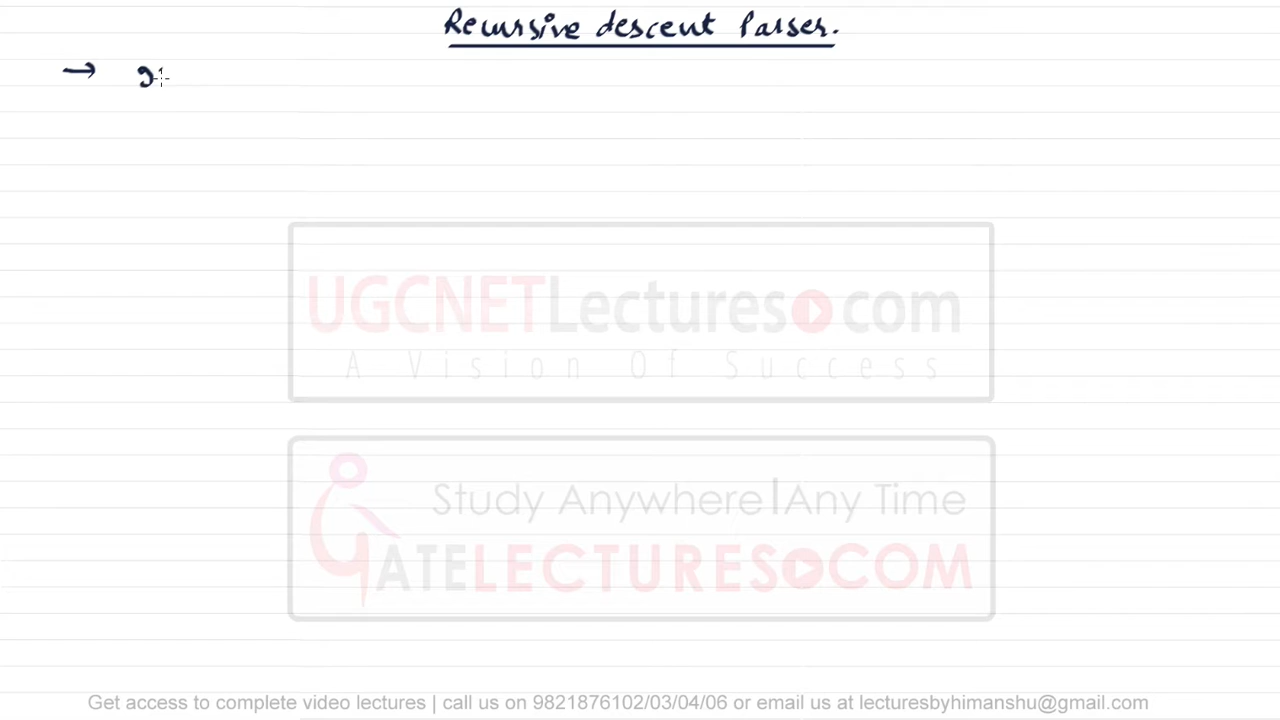 Recursive descent Parser.
→
UGCNETLectures.com
A Vision Of Success
Study Anywhere|Any Time
GATELECTURES.COM
Get access to complete video lectures | call us on 9821876102/03/04/06 or email us at lecturesbyhimanshu@gmail.com